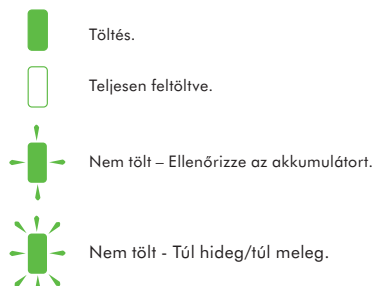 Töltés.
Teljesen feltöltve.
Nem tölt – Ellenőrizze az akkumulátort.
Nem tölt - Túl hideg/túl meleg.